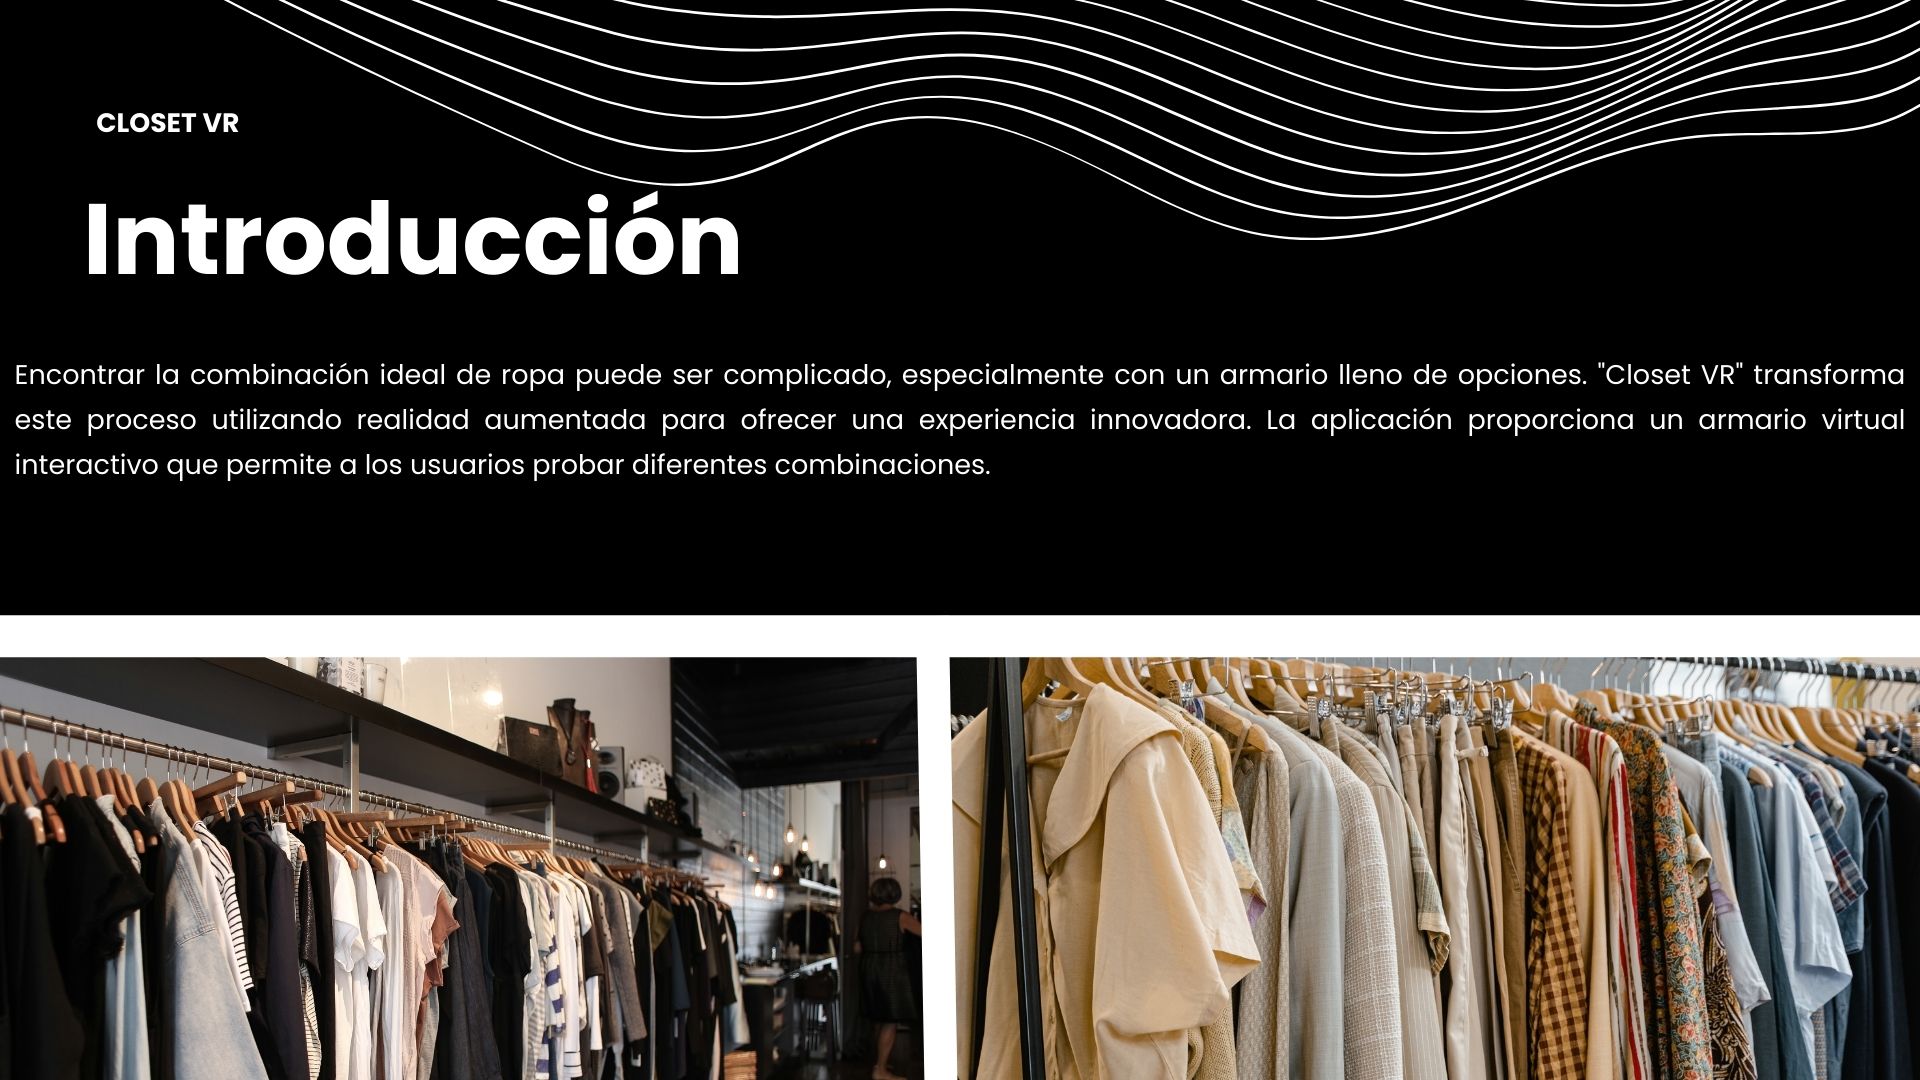 CLOSET VR
Introducción
Encontrar la combinación ideal de ropa puede ser complicado, especialmente con un armario lleno de opciones. "Closet VR" transforma
este proceso utilizando realidad aumentada para ofrecer una experiencia innovadora. La aplicación proporciona un armario virtual
interactivo que permite a los usuarios probar diferentes combinaciones.